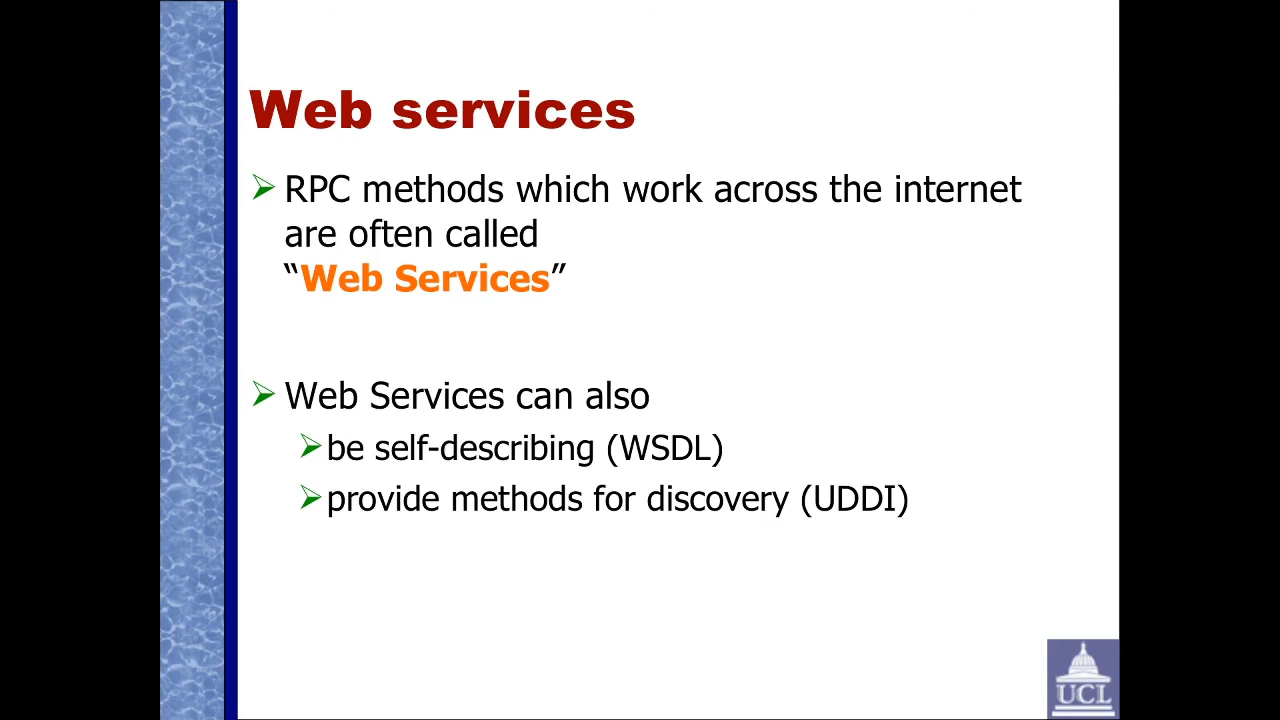 Web services
RPC methods which work across the internet
are often called
“Web Services”
Web Services can also
be self-describing (WSDL)
provide methods for discovery (UDDI)
UCL